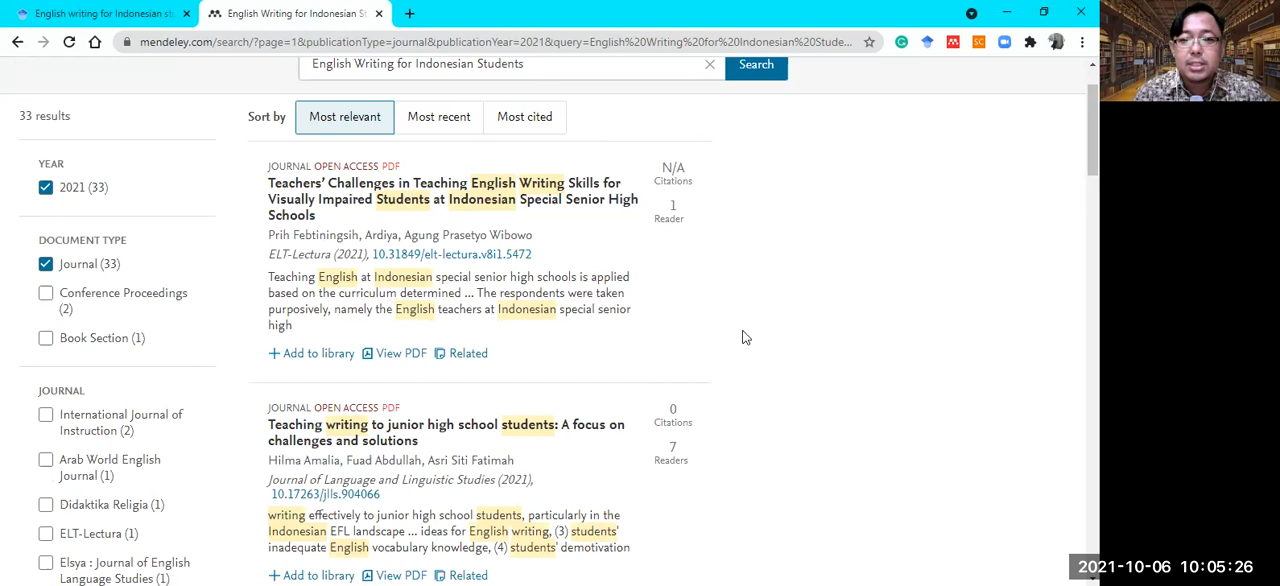 English writing for Indonesian stu
English Writing for Indonesian St
mendeley.com/search/?page=1&publicationType=journal&publicationYear=2021&query=English%20Writing%20for%20Indonesian%20Stude...
English Writing for Indonesian Students
Search
33 results
Sort by
Most relevant
Most recent
Most cited
YEAR
2021 (33)
DOCUMENT TYPE
Journal (33)
Conference Proceedings
(2)
Book Section (1)
JOURNAL
International Journal of
Instruction (2)
Arab World English
Journal (1)
Didaktika Religia (1)
ELT-Lectura (1)
Elsya : Journal of English
Language Studies (1)
JOURNAL OPEN ACCESS PDF
Teachers' Challenges in Teaching English Writing Skills for
Visually Impaired Students at Indonesian Special Senior High
Schools
Prih Febtiningsih, Ardiya, Agung Prasetyo Wibowo
ELT-Lectura (2021), 10.31849/elt-lectura.v8i1.5472
Teaching English at Indonesian special senior high schools is applied
based on the curriculum determined ... The respondents were taken
purposively, namely the English teachers at Indonesian special senior
high
Add to library View PDF Related
N/A
Citations
1
Reader
JOURNAL OPEN ACCESS PDF
Teaching writing to junior high school students: A focus on
challenges and solutions
Hilma Amalia, Fuad Abdullah, Asri Siti Fatimah
Journal of Language and Linguistic Studies (2021),
10.17263/jlls.904066
writing effectively to junior high school students, particularly in the
Indonesian EFL landscape ... ideas for English writing, (3) students'
inadequate English vocabulary knowledge, (4) students' demotivation
Add to library View PDF Related
0
Citations
7
Readers
SC
2021-10-06 10:05:26